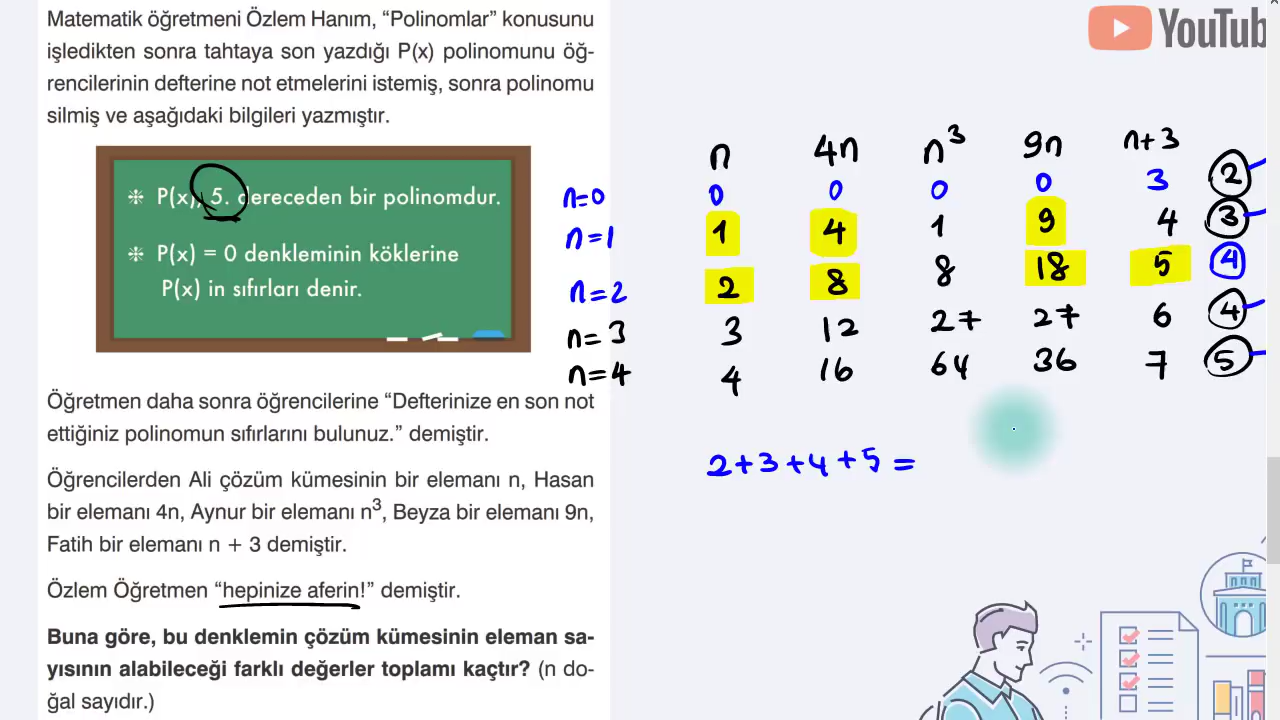 Matematik öğretmeni Özlem Hanım, “Polinomlar” konusunu
işledikten sonra tahtaya son yazdığı P(x) polinomunu öğ-
rencilerinin defterine not etmelerini istemiş, sonra polinomu
silmiş ve aşağıdaki bilgileri yazmıştır.
❈ P(x), 5. dereceden bir polinomdur.
❈ P(x) = 0 denkleminin köklerine
P(x) in sıfırları denir.
Öğretmen daha sonra öğrencilerine “Defterinize en son not
ettiğiniz polinomun sıfırlarını bulunuz.” demiştir.
Öğrencilerden Ali çözüm kümesinin bir elemanı n, Hasan
bir elemanı 4n, Aynur bir elemanı n³, Beyza bir elemanı 9n,
Fatih bir elemanı n + 3 demiştir.
Özlem Öğretmen “hepinize aferin!” demiştir.
Buna göre, bu denklemin çözüm kümesinin eleman sa-
yısının alabileceği farklı değerler toplamı kaçtır? (n do-
ğal sayıdır.)
YouTub
n 4n n³ 9n n+3
n=0 0 0 0 0 3 2
n=1 1 4 1 9 4 3
n=2 2 8 8 18 5 4
n=3 3 12 27 27 6 4
n=4 4 16 64 36 7 5
2+3+4+5=